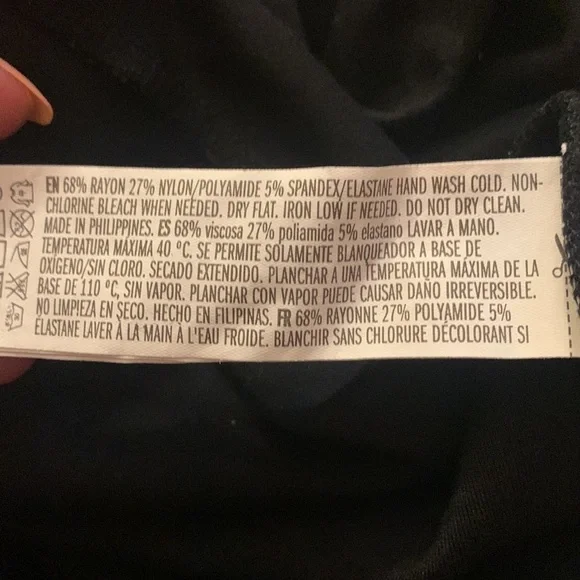 EN 68% RAYON 27% NYLON/POLYAMIDE 5% SPANDEX/ELASTANE HAND WASH COLD. NON-
CHLORINE BLEACH WHEN NEEDED. DRY FLAT. IRON LOW IF NEEDED. DO NOT DRY CLEAN.
MADE IN PHILIPPINES. ES 68% viscosa 27% poliamida 5% elastano LAVAR A MANO.
TEMPERATURA MÁXIMA 40 °C. SE PERMITE SOLAMENTE BLANQUEADOR A BASE DE
OXÍGENO/SIN CLORO. SECADO EXTENDIDO. PLANCHAR A UNA TEMPERATURA MÁXIMA DE LA
BASE DE 110 °C, SIN VAPOR. PLANCHAR CON VAPOR PUEDE CAUSAR DAÑO IRREVERSIBLE.
NO LIMPIEZA EN SECO. HECHO EN FILIPINAS. FR 68% RAYONNE 27% POLYAMIDE 5%
ÉLASTANE LAVER À LA MAIN À L'EAU FROIDE. BLANCHIR SANS CHLORURE DÉCOLORANT SI